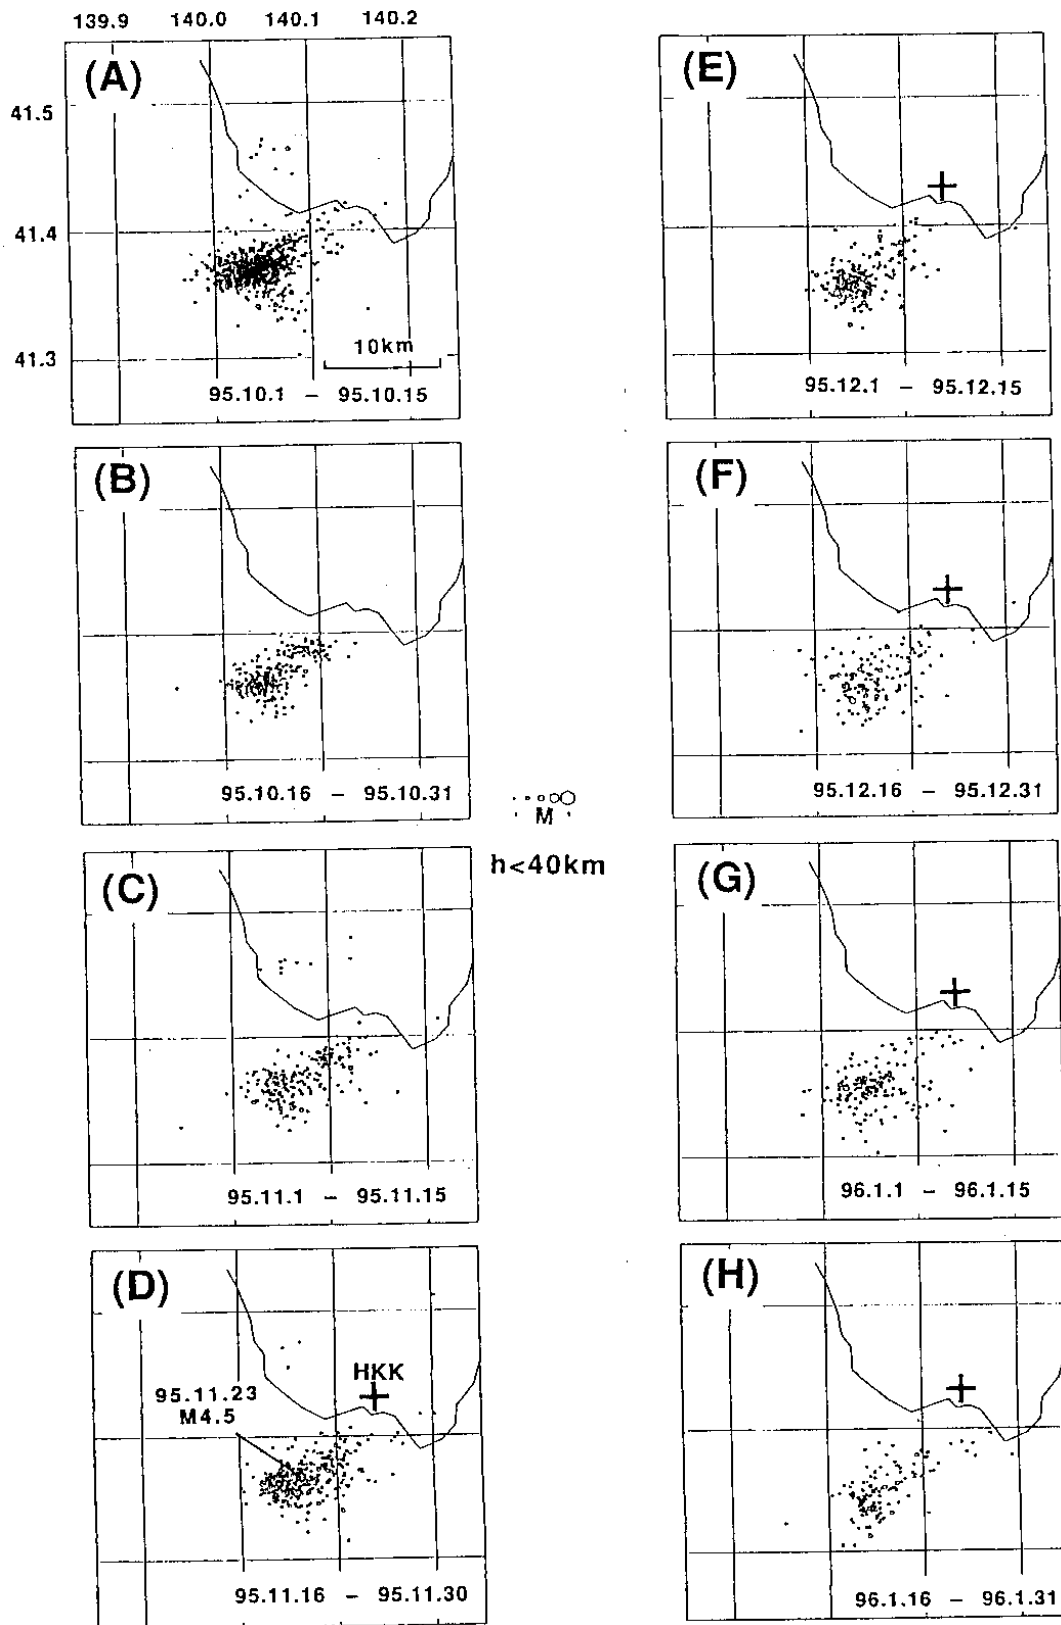 139.9 140.0 140.1 140.2
41.5
41.4
41.3
(A)
10km
95.10.1 – 95.10.15
(B)
95.10.16 – 95.10.31
(C)
95.11.1 – 95.11.15
(D)
HKK
95.11.23
M4.5
95.11.16 – 95.11.30
M
h<40km
(E)
95.12.1 – 95.12.15
(F)
95.12.16 – 95.12.31
(G)
96.1.1 – 96.1.15
(H)
96.1.16 – 96.1.31